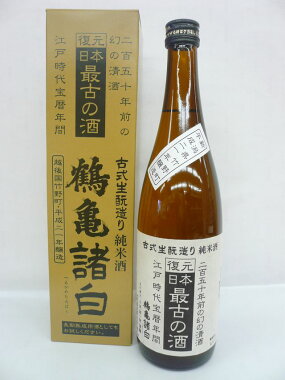 二百五十年前の
幻の清酒
復元日本
最古の酒
江戸時代宝暦年間
古式生酛造り 純米酒
鶴亀諸白
越後国竹野町・平成二一年醸造
古式生酛造り 純米酒
二百五十年前の幻の清酒
復元日本
最古の酒
江戸時代宝暦年間
鶴亀諸白